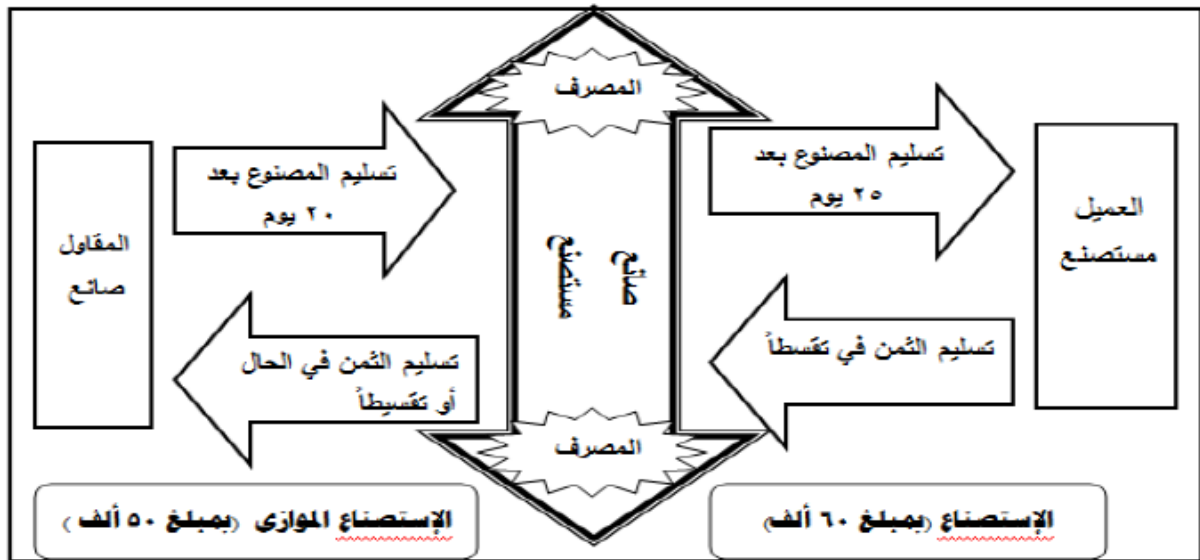 المصرف
العميل
مستصنع
تسليم المصنوع بعد
٢٥ يوم
تسليم الثمن في تقسطاً
صانع
مستصنع
تسليم المصنوع بعد
٢٠ يوم
تسليم الثمن في الحال
أو تقسيطاً
المقاول
صانع
المصرف
الإستصناع (بمبلغ ٦٠ ألف)
الإستصناع الموازى (بمبلغ ٥٠ ألف )